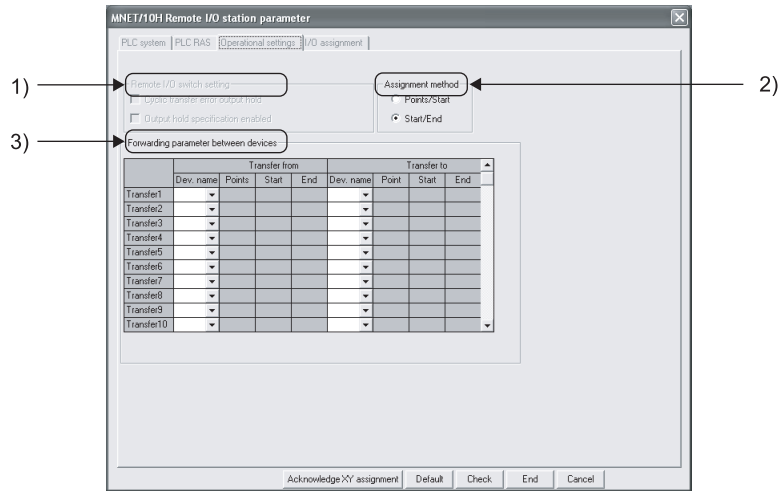 MNET/10H Remote I/O station parameter
PLC system PLC RAS Operational settings I/O assignment
1)
Remote I/O switch setting
Cyclic transfer error output hold
Output hold specification enabled
Assignment method
2)
Points/Start
Start/End
3)
Forwarding parameter between devices
Transfer from Transfer to
Dev. name Points Start End Dev. name Point Start End
Transfer1
Transfer2
Transfer3
Transfer4
Transfer5
Transfer6
Transfer7
Transfer8
Transfer9
Transfer10
Acknowledge XY assignment Default Check End Cancel